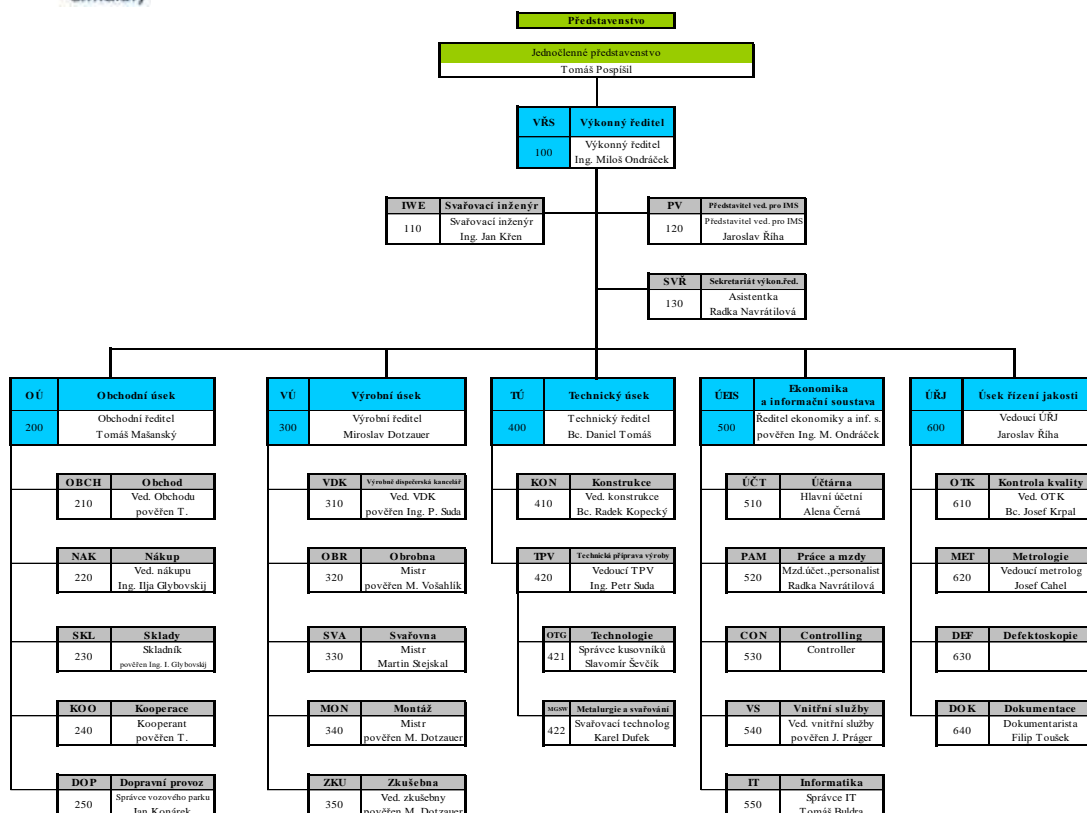 Představenstvo
Jednočlenné představenstvo
Tomáš Pospíšil
VŘS Výkonný ředitel
100 Výkonný ředitel
Ing. Miloš Ondráček
IWE Svařovací inženýr
110 Svařovací inženýr
Ing. Jan Křen
PV Představitel ved. pro IMS
120 Představitel ved. pro IMS
Jaroslav Říha
SVŘ Sekretariát výkon.řed.
130 Asistentka
Radka Navrátilová
OÚ Obchodní úsek
200 Obchodní ředitel
Tomáš Mašanský
OBCH Obchod
210 Ved. Obchodu
pověřen T.
NAK Nákup
220 Ved. nákupu
Ing. Ilja Glybovskij
SKL Sklady
230 Skladník
pověřen Ing. I. Glybovskij
KOO Kooperace
240 Kooperant
pověřen T.
DOP Dopravní provoz
250 Správce vozového parku
Jan Konárek
VÚ Výrobní úsek
300 Výrobní ředitel
Miroslav Dotzauer
VDK Výrobně dispečerská kancelář
310 Ved. VDK
pověřen Ing. P. Suda
OBR Obrobna
320 Mistr
pověřen M. Vošahlík
SVA Svařovna
330 Mistr
Martin Stejskal
MON Montáž
340 Mistr
pověřen M. Dotzauer
ZKU Zkušebna
350 Ved. zkušebny
pověřen M. Dotzauer
TÚ Technický úsek
400 Technický ředitel
Bc. Daniel Tomáš
KON Konstrukce
410 Ved. konstrukce
Bc. Radek Kopecký
TPV Technická příprava výroby
420 Vedoucí TPV
Ing. Petr Suda
OTG Technologie
421 Správce kusovníků
Slavomír Ševčík
MGSW Metalurgie a svařování
422 Svařovací technolog
Karel Dufek
ÚEIS Ekonomika
a informační soustava
500 Ředitel ekonomiky a inf. s.
pověřen Ing. M. Ondráček
ÚČT Účtárna
510 Hlavní účetní
Alena Černá
PAM Práce a mzdy
520 Mzd.účet.,personalist
Radka Navrátilová
CON Controlling
530 Controller
VS Vnitřní služby
540 Ved. vnitřní služby
pověřen J. Práger
IT Informatika
550 Správce IT
Tomáš Buldra
ÚŘJ Úsek řízení jakosti
600 Vedoucí ÚŘJ
Jaroslav Říha
OTK Kontrola kvality
610 Ved. OTK
Bc. Josef Krpal
MET Metrologie
620 Vedoucí metrolog
Josef Cahel
DEF Defektoskopie
630
DOK Dokumentace
640 Dokumentarista
Filip Toušek